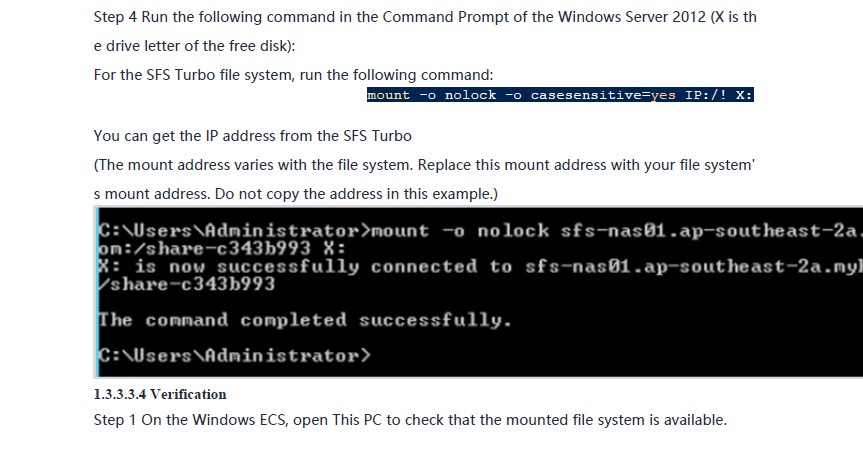 Step 4 Run the following command in the Command Prompt of the Windows Server 2012 (X is th
e drive letter of the free disk):
For the SFS Turbo file system, run the following command:
mount -o nolock -o casesensitive=yes IP:/! X:
You can get the IP address from the SFS Turbo
(The mount address varies with the file system. Replace this mount address with your file system'
s mount address. Do not copy the address in this example.)
C:\Users\Administrator>mount -o nolock sfs-nas01.ap-southeast-2a.
om:/share-c343b993 X:
X: is now successfully connected to sfs-nas01.ap-southeast-2a.myh
/share-c343b993
The command completed successfully.
C:\Users\Administrator>
1.3.3.3.4 Verification
Step 1 On the Windows ECS, open This PC to check that the mounted file system is available.